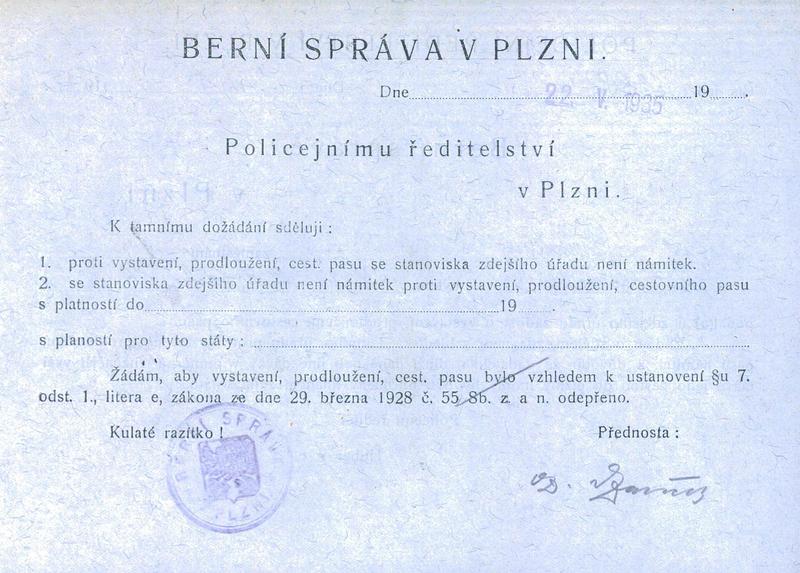 BERNÍ SPRÁVA V PLZNI.
Dne 22. V. 1935 19
Policejnímu ředitelství
v Plzni.
K tamnímu dožádání sděluji :
1. proti vystavení, prodloužení, cest. pasu se stanoviska zdejšího úřadu není námitek.
2. se stanoviska zdejšího úřadu není námitek proti vystavení, prodloužení, cestovního pasu
s platností do 19 .
s plaností pro tyto státy :
Žádám, aby vystavení, prodloužení, cest. pasu bylo vzhledem k ustanovení §u 7.
odst. 1., litera e, zákona ze dne 29. března 1928 č. 55 Sb. z. a n. odepřeno.
Kulaté razítko ! Přednosta :
BERNÍ SPRÁVA
PLZNI